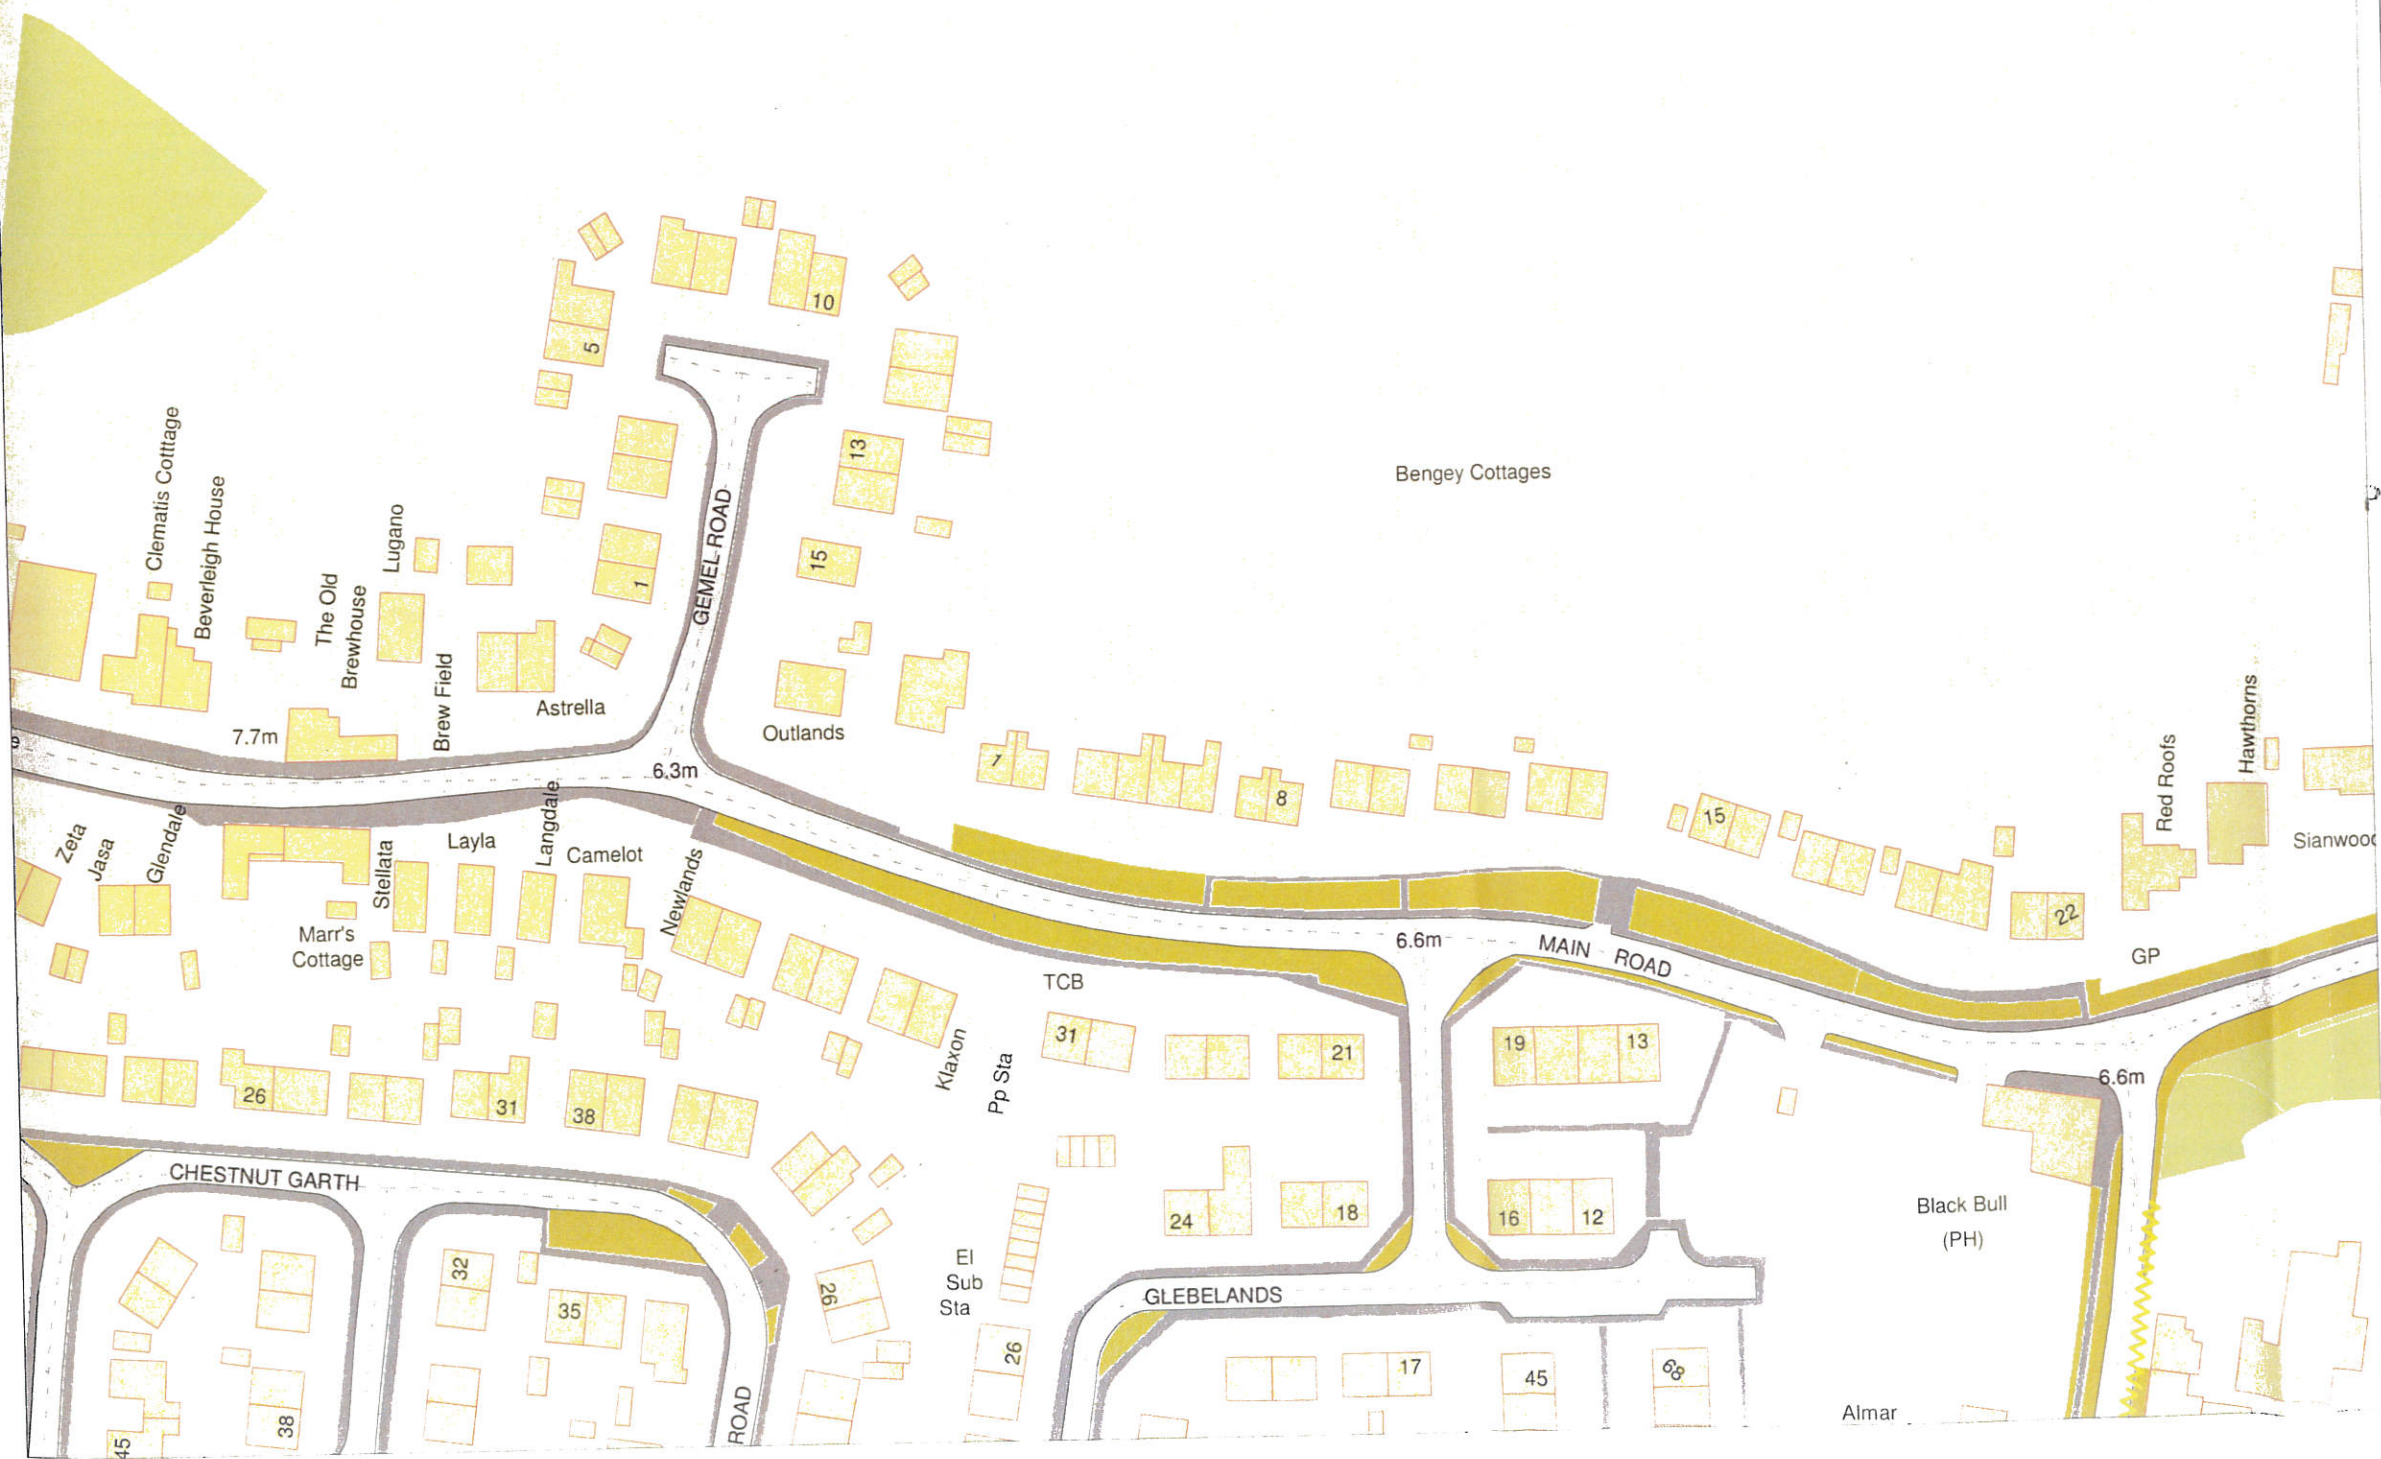 10
5
Clematis Cottage
13
Bengey Cottages
Beverleigh House
GEMEL ROAD
Lugano
15
The Old
Brewhouse
1
Brew Field
Astrella
Outlands
Hawthorns
Red Roofs
7.7m
6.3m
1
8
15
Sianwood
Zeta
Jasa
Glendale
Layla
Langdale
Camelot
Stellata
Newlands
Marr's
Cottage
22
6.6m
MAIN ROAD
GP
TCB
31
21
19
13
Klaxon
Pp Sta
6.6m
26
31
38
CHESTNUT GARTH
24
18
16
12
Black Bull
(PH)
32
35
26
El
Sub
Sta
GLEBELANDS
26
17
45
68
45
38
ROAD
Almar